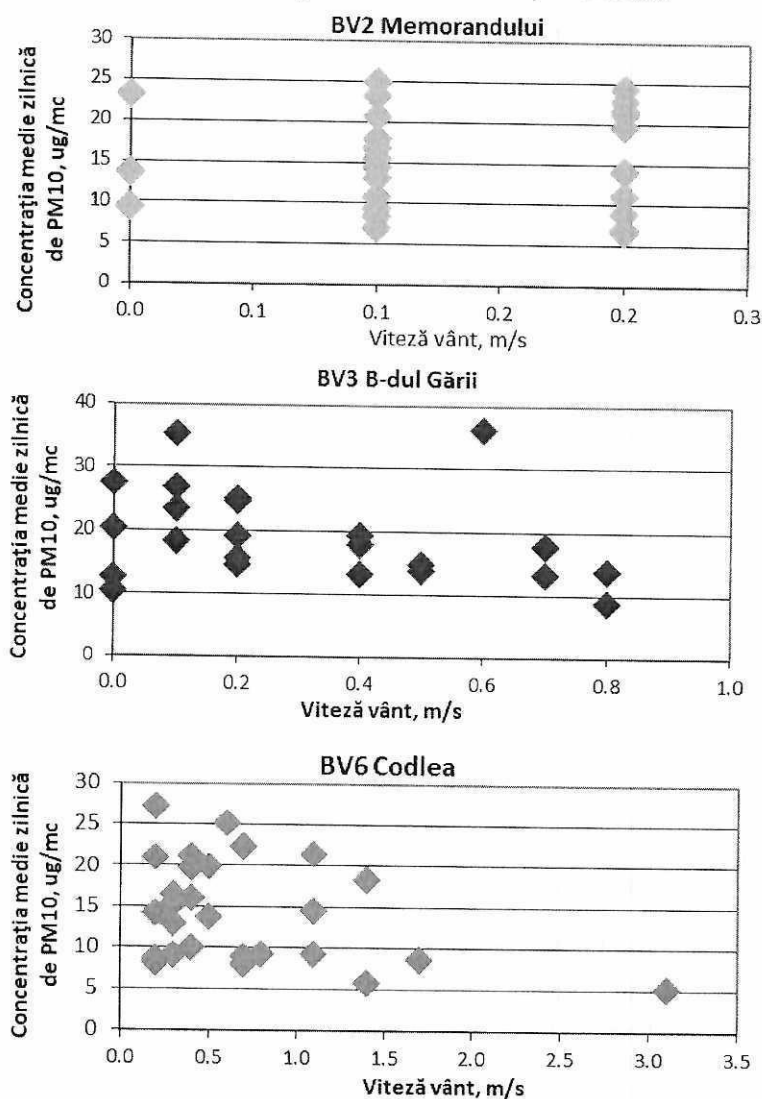 BV2 Memorandului
Concentrația medie zilnică
de PM10, ug/mc
30
25
20
15
10
5
0
0.0 0.1 0.1 0.2 0.2 0.3
Viteză vânt, m/s
BV3 B-dul Gării
Concentrația medie zilnică
de PM10, ug/mc
40
30
20
10
0
0.0 0.2 0.4 0.6 0.8 1.0
Viteză vânt, m/s
BV6 Codlea
Concentrația medie zilnică
de PM10, ug/mc
30
25
20
15
10
5
0
0.0 0.5 1.0 1.5 2.0 2.5 3.0 3.5
Viteză vânt, m/s